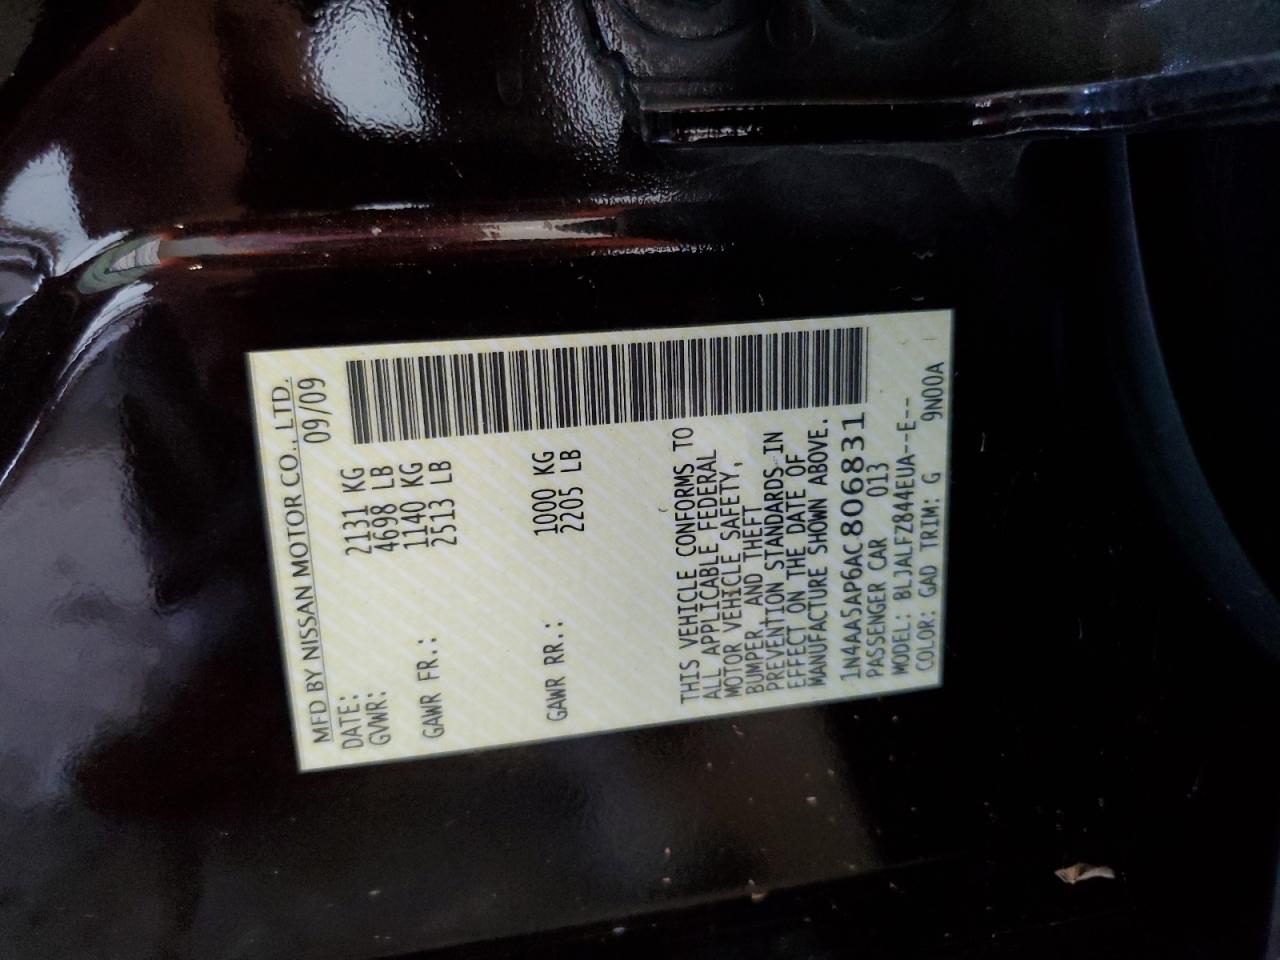 MFD BY NISSAN MOTOR CO., LTD.
DATE: 09/09
GVWR: 2131 KG
4698 LB
GAWR FR.: 1140 KG
2513 LB
GAWR RR.: 1000 KG
2205 LB
THIS VEHICLE CONFORMS TO
ALL APPLICABLE FEDERAL
MOTOR VEHICLE SAFETY,
BUMPER, AND THEFT
PREVENTION STANDARDS IN
EFFECT ON THE DATE OF
MANUFACTURE SHOWN ABOVE.
1N4AA5AP6AC806831
PASSENGER CAR 013
MODEL: BLJALFZ844EUA--E--
COLOR: GAD TRIM: G 9N00A